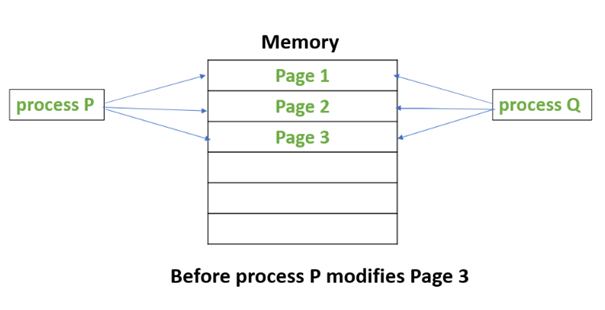 Memory
Page 1
process P
Page 2
process Q
Page 3
Before process P modifies Page 3